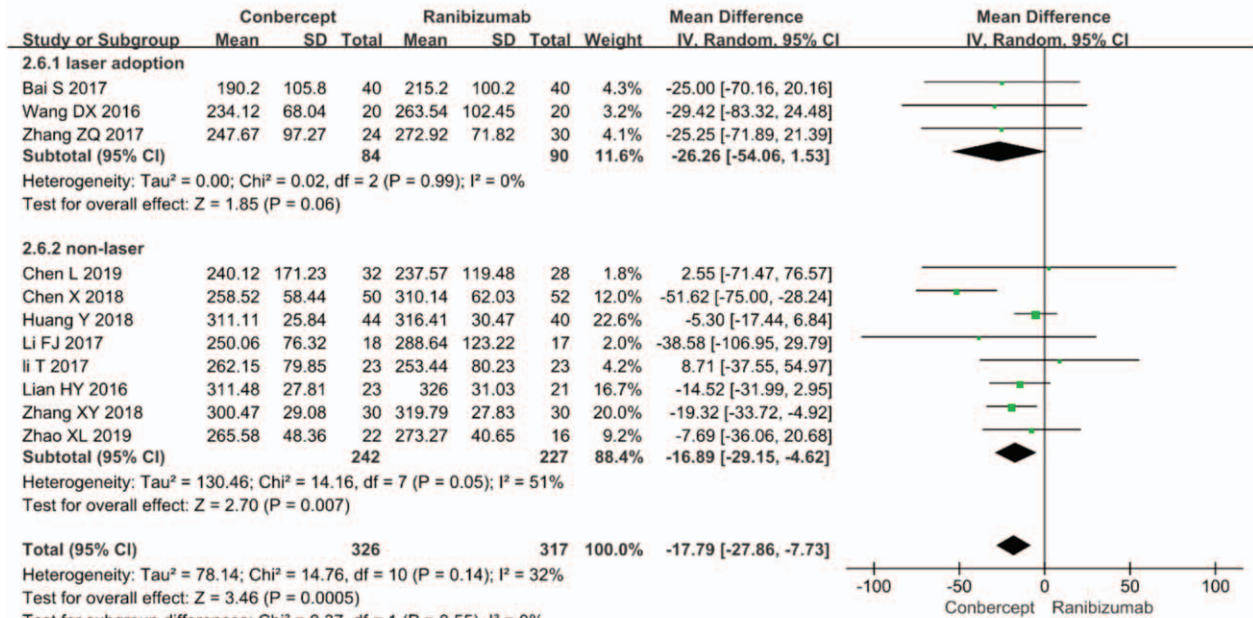 Conbercept Ranibizumab Mean Difference Mean Difference
Study or Subgroup Mean SD Total Mean SD Total Weight IV, Random, 95% CI IV, Random, 95% CI
2.6.1 laser adoption
Bai S 2017 190.2 105.8 40 215.2 100.2 40 4.3% -25.00 [-70.16, 20.16]
Wang DX 2016 234.12 68.04 20 263.54 102.45 20 3.2% -29.42 [-83.32, 24.48]
Zhang ZQ 2017 247.67 97.27 24 272.92 71.82 30 4.1% -25.25 [-71.89, 21.39]
Subtotal (95% CI) 84 90 11.6% -26.26 [-54.06, 1.53]
Heterogeneity: Tau² = 0.00; Chi² = 0.02, df = 2 (P = 0.99); I² = 0%
Test for overall effect: Z = 1.85 (P = 0.06)
2.6.2 non-laser
Chen L 2019 240.12 171.23 32 237.57 119.48 28 1.8% 2.55 [-71.47, 76.57]
Chen X 2018 258.52 58.44 50 310.14 62.03 52 12.0% -51.62 [-75.00, -28.24]
Huang Y 2018 311.11 25.84 44 316.41 30.47 40 22.6% -5.30 [-17.44, 6.84]
Li FJ 2017 250.06 76.32 18 288.64 123.22 17 2.0% -38.58 [-106.95, 29.79]
li T 2017 262.15 79.85 23 253.44 80.23 23 4.2% 8.71 [-37.55, 54.97]
Lian HY 2016 311.48 27.81 23 326 31.03 21 16.7% -14.52 [-31.99, 2.95]
Zhang XY 2018 300.47 29.08 30 319.79 27.83 30 20.0% -19.32 [-33.72, -4.92]
Zhao XL 2019 265.58 48.36 22 273.27 40.65 16 9.2% -7.69 [-36.06, 20.68]
Subtotal (95% CI) 242 227 88.4% -16.89 [-29.15, -4.62]
Heterogeneity: Tau² = 130.46; Chi² = 14.16, df = 7 (P = 0.05); I² = 51%
Test for overall effect: Z = 2.70 (P = 0.007)
Total (95% CI) 326 317 100.0% -17.79 [-27.86, -7.73]
Heterogeneity: Tau² = 78.14; Chi² = 14.76, df = 10 (P = 0.14); I² = 32%
Test for overall effect: Z = 3.46 (P = 0.0005)
-100 -50 0 50 100
Conbercept Ranibizumab